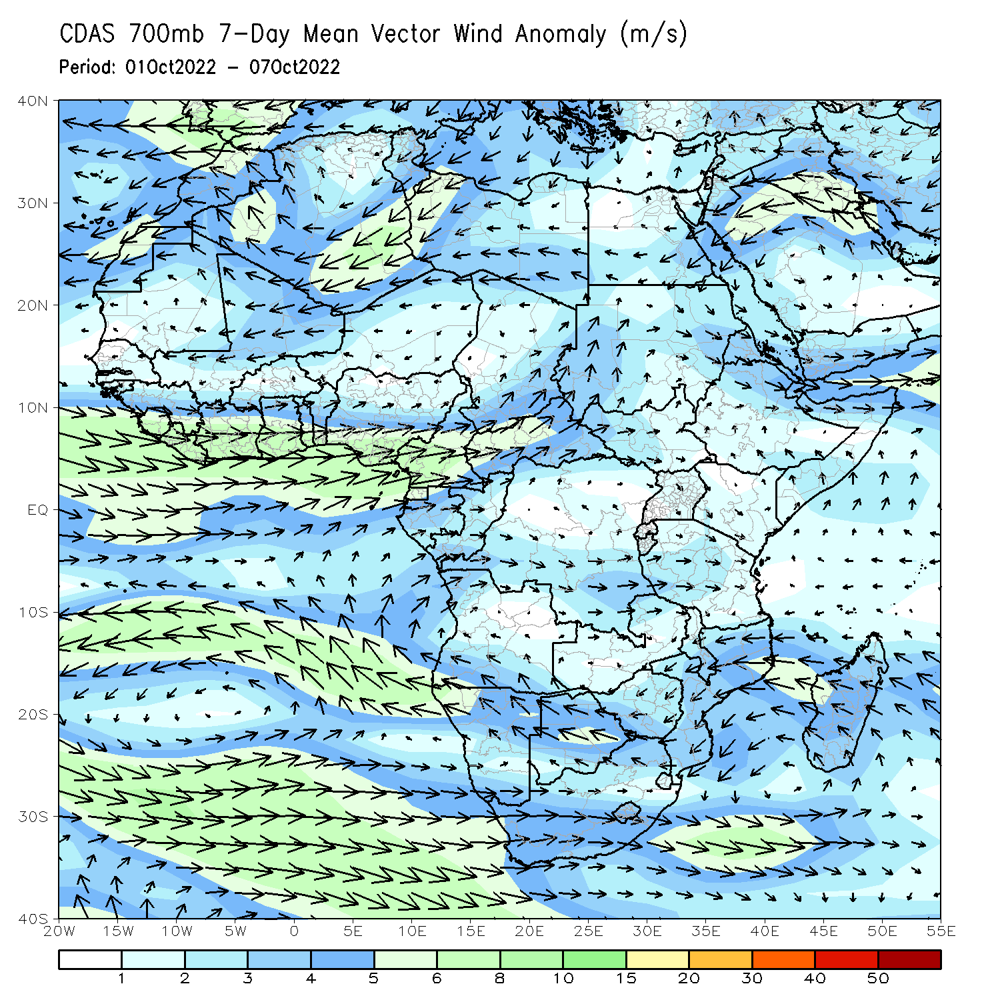 CDAS 700mb 7-Day Mean Vector Wind Anomaly (m/s)
Period: 01Oct2022 - 07Oct2022
40N
30N
20N
10N
EQ
10S
20S
30S
40S
20W 15W 10W 5W 0 5E 10E 15E 20E 25E 30E 35E 40E 45E 50E 55E
1 2 3 4 5 6 8 10 15 20 30 40 50